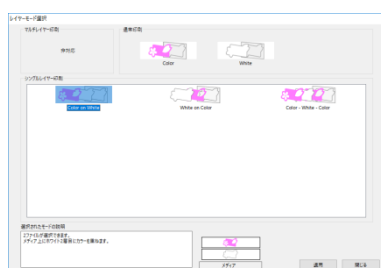 レイヤーモード選択
マルチレイヤー印刷
通常印刷
非対応
Color
White
シングルレイヤー印刷
Color on White
White on Color
Color - White - Color
選択されたモードの説明
2ファイルが選択できます。
メディア上にホワイト2層目とカラーを重ねます。
メディア
適用
閉じる